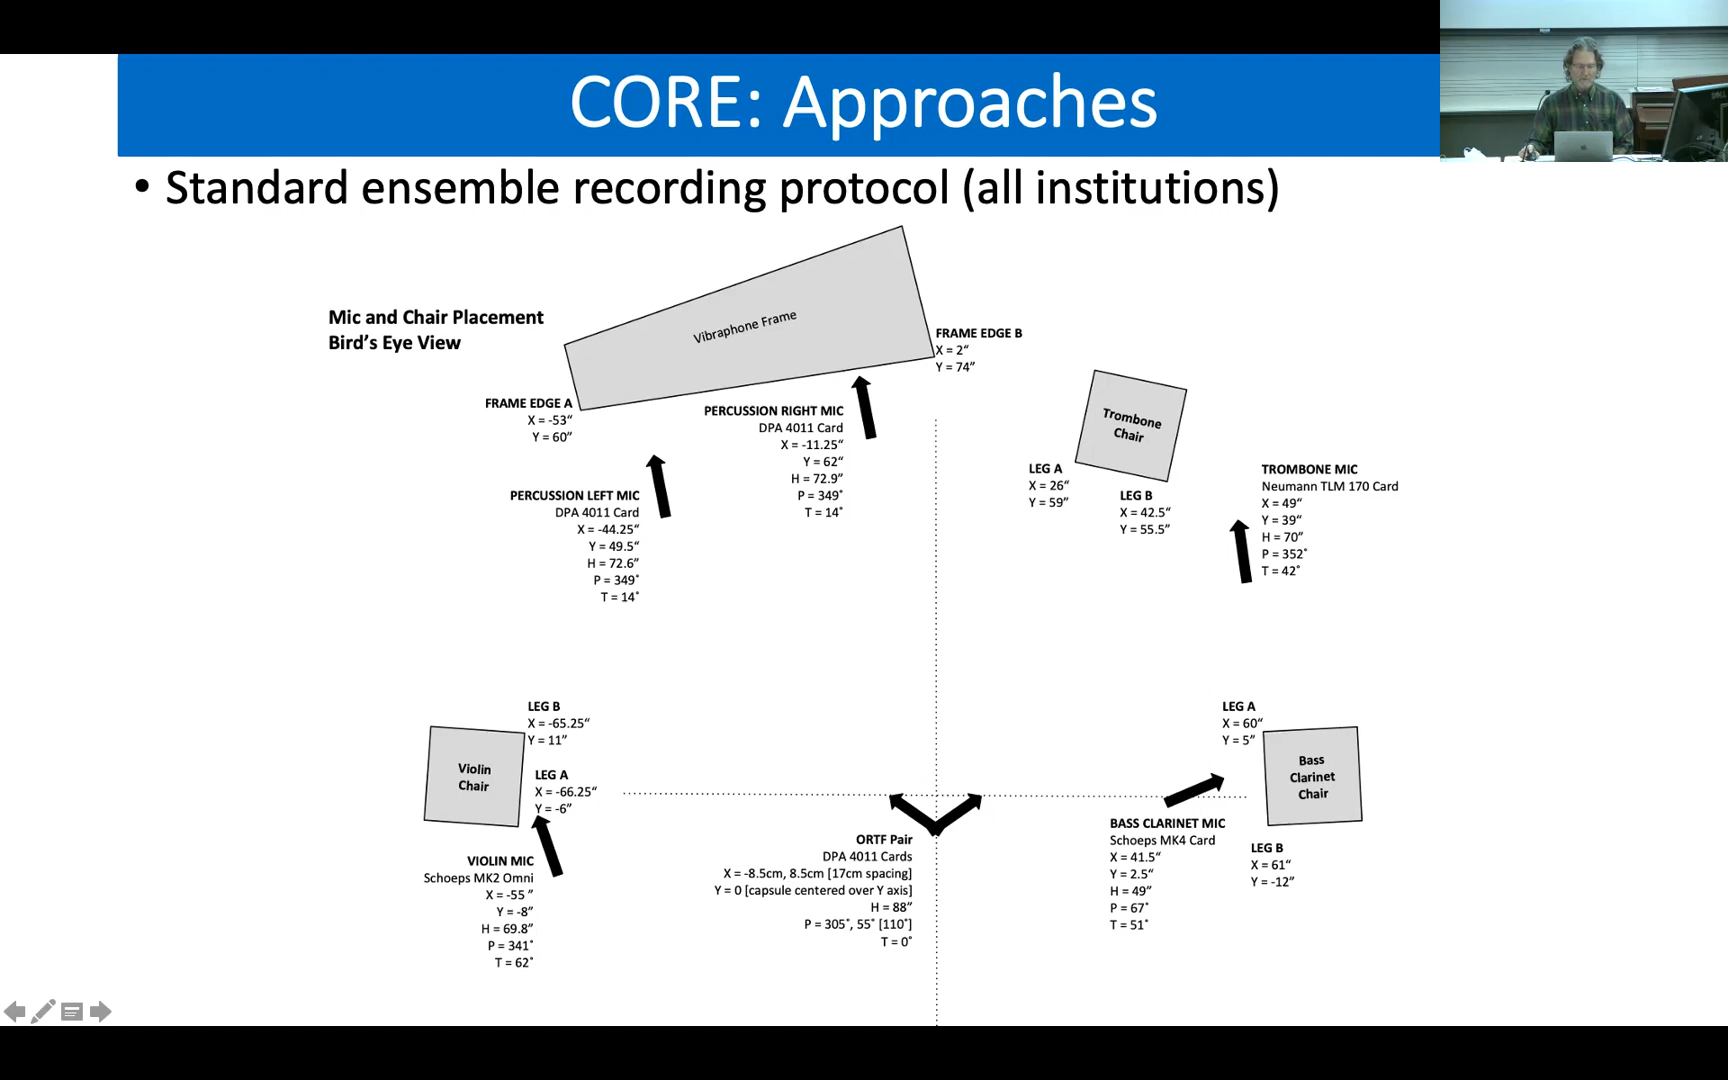 CORE: Approaches
• Standard ensemble recording protocol (all institutions)
Mic and Chair Placement
Bird's Eye View
Vibraphone Frame
FRAME EDGE B
X = 2“
Y = 74”
FRAME EDGE A
X = -53“
Y = 60”
PERCUSSION RIGHT MIC
DPA 4011 Card
X = -11.25“
Y = 62“
H = 72.9”
P = 349˚
T = 14˚
PERCUSSION LEFT MIC
DPA 4011 Card
X = -44.25“
Y = 49.5“
H = 72.6”
P = 349˚
T = 14˚
Trombone
Chair
LEG A
X = 26“
Y = 59”
LEG B
X = 42.5“
Y = 55.5”
TROMBONE MIC
Neumann TLM 170 Card
X = 49“
Y = 39“
H = 70”
P = 352˚
T = 42˚
LEG B
X = -65.25“
Y = 11”
Violin
Chair
LEG A
X = -66.25“
Y = -6”
VIOLIN MIC
Schoeps MK2 Omni
X = -55 ”
Y = -8”
H = 69.8”
P = 341˚
T = 62˚
ORTF Pair
DPA 4011 Cards
X = -8.5cm, 8.5cm [17cm spacing]
Y = 0 [capsule centered over Y axis]
H = 88”
P = 305˚, 55˚ [110˚]
T = 0˚
LEG A
X = 60“
Y = 5”
Bass
Clarinet
Chair
BASS CLARINET MIC
Schoeps MK4 Card
X = 41.5“
Y = 2.5“
H = 49”
P = 67˚
T = 51˚
LEG B
X = 61“
Y = -12”